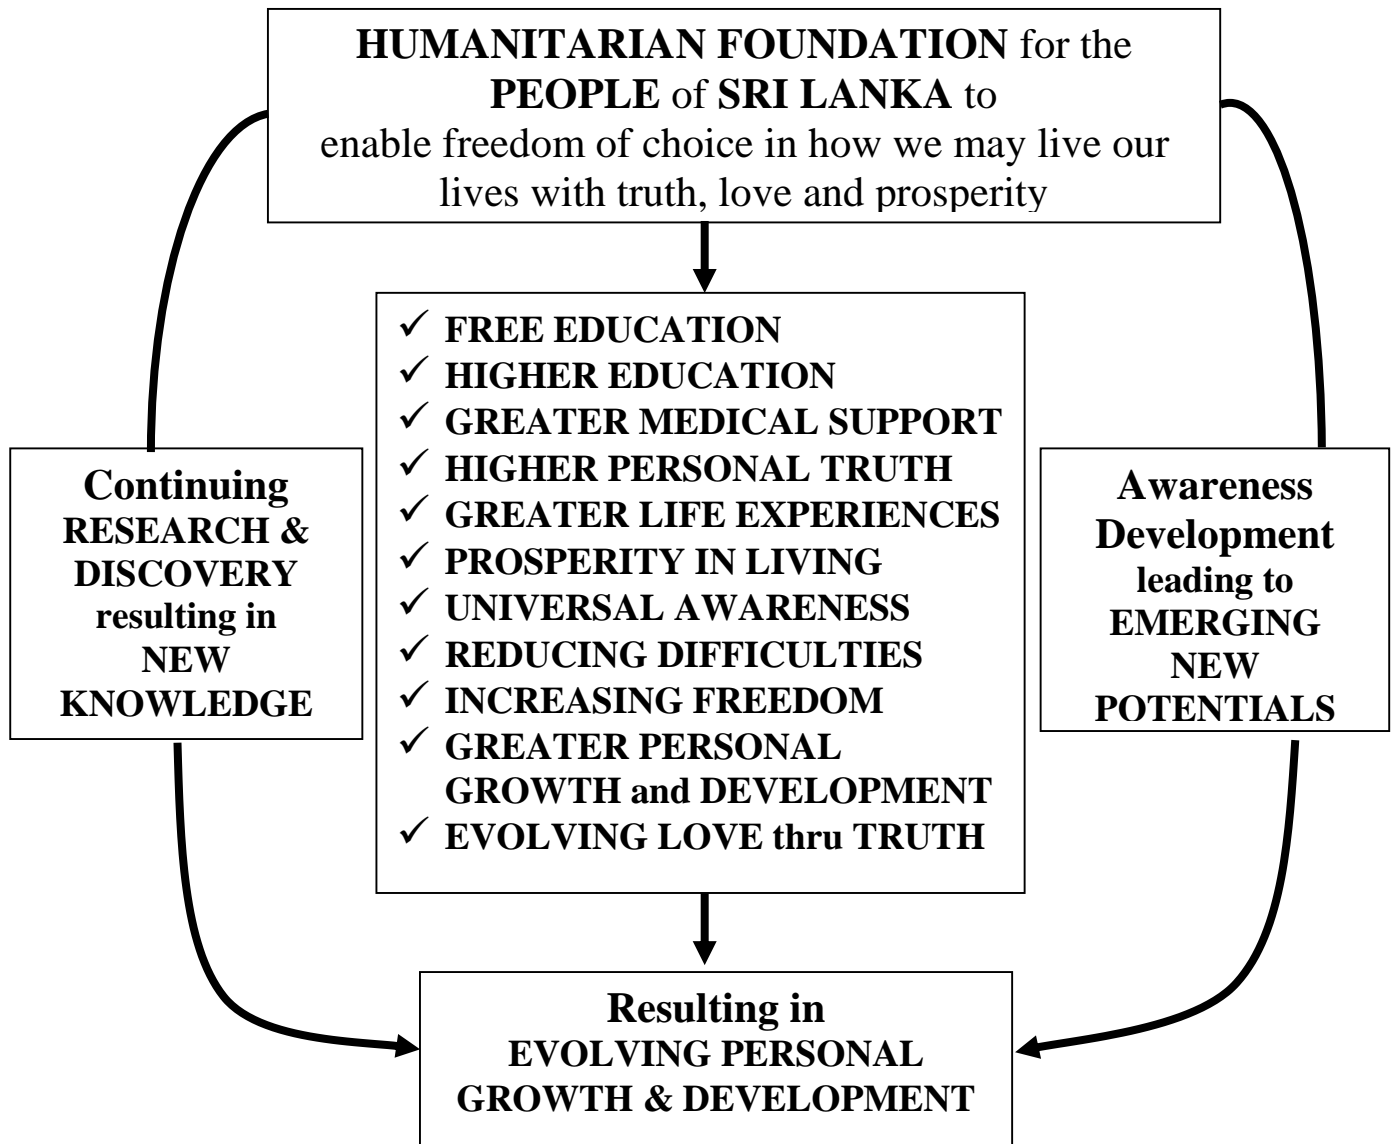 HUMANITARIAN FOUNDATION for the
PEOPLE of SRI LANKA to
enable freedom of choice in how we may live our
lives with truth, love and prosperity
✓ FREE EDUCATION
✓ HIGHER EDUCATION
✓ GREATER MEDICAL SUPPORT
✓ HIGHER PERSONAL TRUTH
✓ GREATER LIFE EXPERIENCES
✓ PROSPERITY IN LIVING
✓ UNIVERSAL AWARENESS
✓ REDUCING DIFFICULTIES
✓ INCREASING FREEDOM
✓ GREATER PERSONAL
GROWTH and DEVELOPMENT
✓ EVOLVING LOVE thru TRUTH
Continuing
RESEARCH &
DISCOVERY
resulting in
NEW
KNOWLEDGE
Awareness
Development
leading to
EMERGING
NEW
POTENTIALS
Resulting in
EVOLVING PERSONAL
GROWTH & DEVELOPMENT